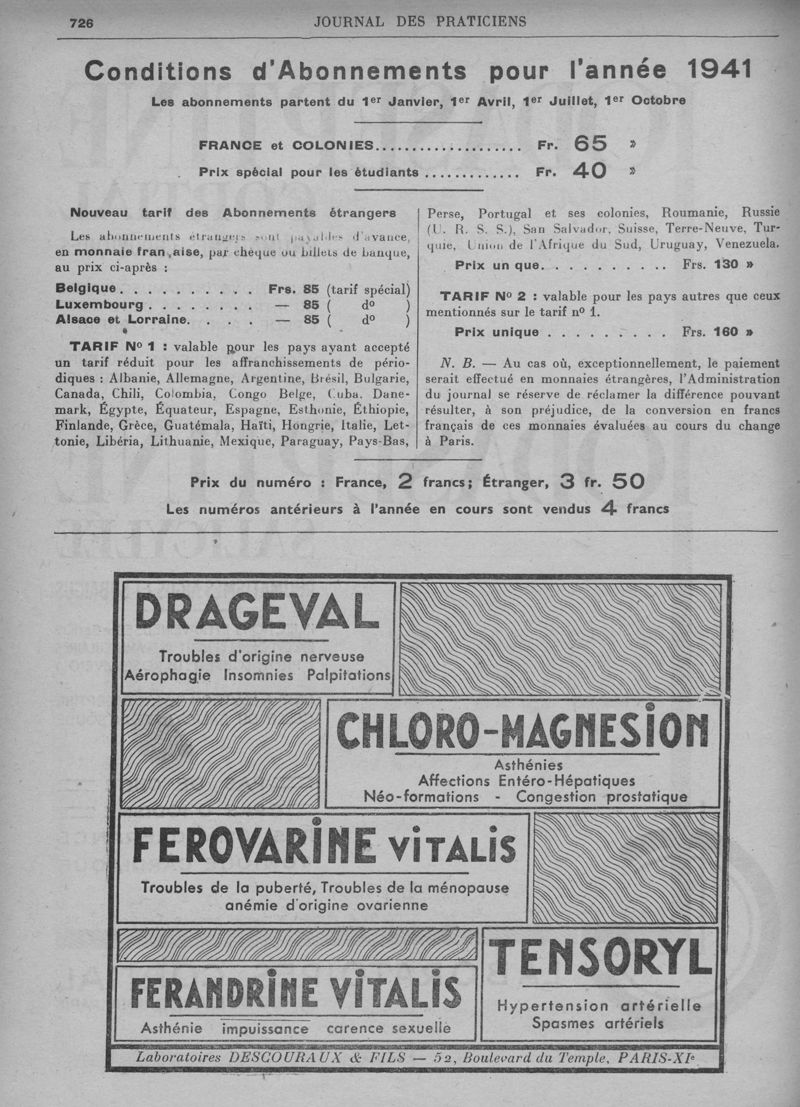 726
JOURNAL DES PRATICIENS
Conditions d'Abonnements pour l'année 1941
Les abonnements partent du 1er Janvier, 1er Avril, 1er Juillet, 1er Octobre
FRANCE et COLONIES.................... Fr. 65 »
Prix spécial pour les étudiants ............. Fr. 40 »
Nouveau tarif des Abonnements étrangers
Les abonnements étrangers sont payables d'avance,
en monnaie fran,aise, par chèque ou billets de banque,
au prix ci-après :
Belgique . . . . . . . . . . Frs. 85 (tarif spécial)
Luxembourg . . . . . . . . — 85 ( do )
Alsace et Lorraine. . . . — 85 ( do )
TARIF No 1 : valable pour les pays ayant accepté
un tarif réduit pour les affranchissements de pério-
diques : Albanie, Allemagne, Argentine, Brésil, Bulgarie,
Canada, Chili, Colombia, Congo Belge, Cuba, Dane-
mark, Égypte, Équateur, Espagne, Esthonie, Éthiopie,
Finlande, Grèce, Guatémala, Haïti, Hongrie, Italie, Let-
tonie, Libéria, Lithuanie, Mexique, Paraguay, Pays-Bas,
Perse, Portugal et ses colonies, Roumanie, Russie
(U. R. S. S.), San Salvador, Suisse, Terre-Neuve, Tur-
quie, Union de l'Afrique du Sud, Uruguay, Venezuela.
Prix un que. . . . . . . . . . Frs. 130 »
TARIF No 2 : valable pour les pays autres que ceux
mentionnés sur le tarif no 1.
Prix unique . . . . . . . . . Frs. 160 »
N. B. — Au cas où, exceptionnellement, le paiement
serait effectué en monnaies étrangères, l'Administration
du journal se réserve de réclamer la différence pouvant
résulter, à son préjudice, de la conversion en francs
français de ces monnaies évaluées au cours du change
à Paris.
Prix du numéro : France, 2 francs; Étranger, 3 fr. 50
Les numéros antérieurs à l'année en cours sont vendus 4 francs
DRAGEVAL
Troubles d'origine nerveuse
Aérophagie Insomnies Palpitations
CHLORO-MAGNESION
Asthénies
Affections Entéro-Hépatiques
Néo-formations - Congestion prostatique
FEROVARINE VITALIS
Troubles de la puberté, Troubles de la ménopause
anémie d'origine ovarienne
TENSORYL
Hypertension artérielle
Spasmes artériels
FERANDRINE VITALIS
Asthénie impuissance carence sexuelle
Laboratoires DESCOURAUX & FILS — 52, Boulevard du Temple, PARIS-XIe